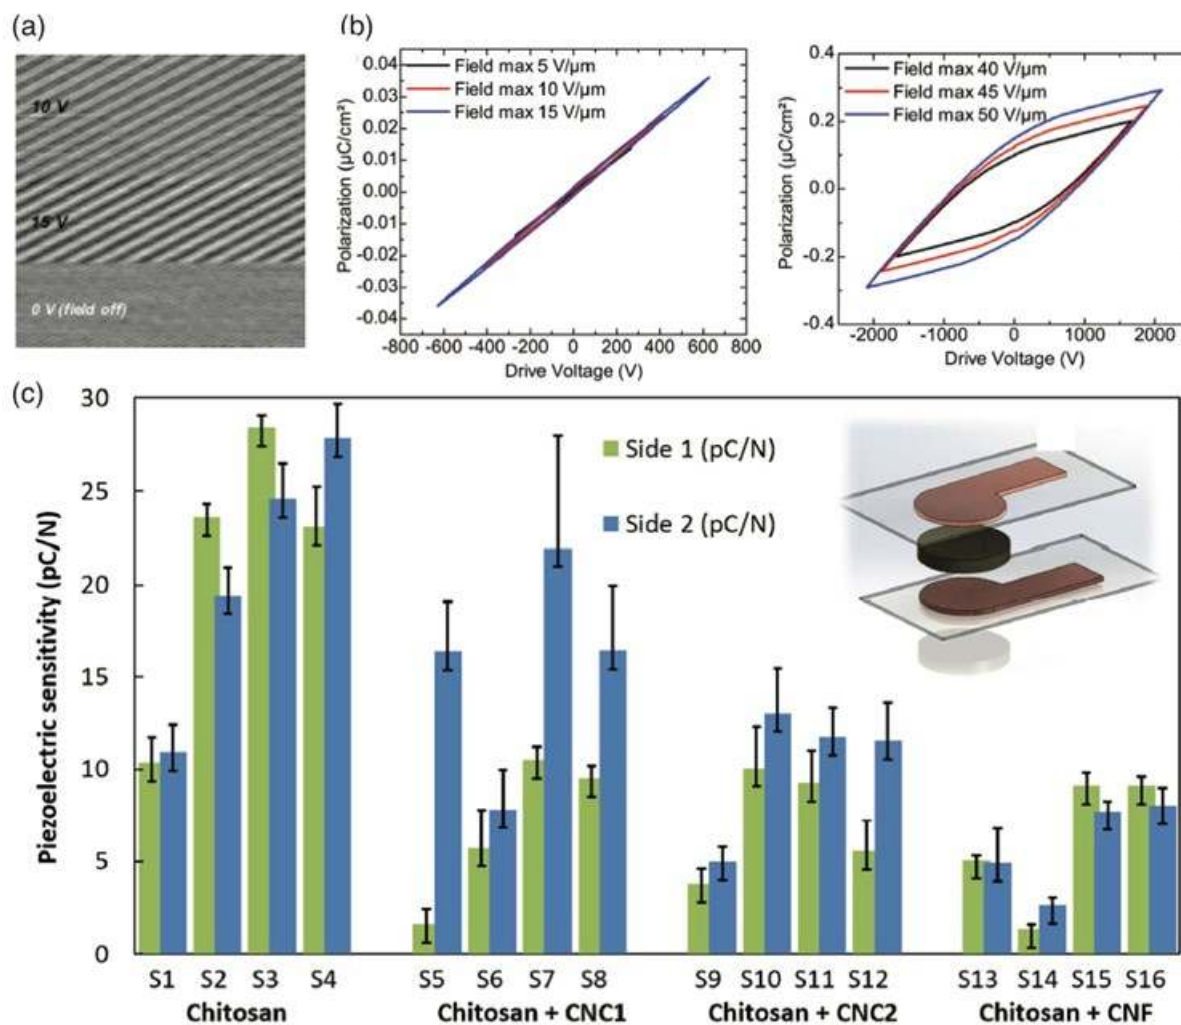 (a)
10 V
15 V
0 V (field off)
(b)
Polarization (µC/cm²)
0.04
0.03
0.02
0.01
0.00
-0.01
-0.02
-0.03
-0.04
Field max 5 V/µm
Field max 10 V/µm
Field max 15 V/µm
-800 -600 -400 -200 0 200 400 600 800
Drive Voltage (V)
Polarization (µC/cm²)
0.4
0.2
0.0
-0.2
-0.4
Field max 40 V/µm
Field max 45 V/µm
Field max 50 V/µm
-2000 -1000 0 1000 2000
Drive Voltage (V)
(c)
Piezoelectric sensitivity (pC/N)
30
25
20
15
10
5
0
Side 1 (pC/N)
Side 2 (pC/N)
S1 S2 S3 S4 S5 S6 S7 S8 S9 S10 S11 S12 S13 S14 S15 S16
Chitosan Chitosan + CNC1 Chitosan + CNC2 Chitosan + CNF